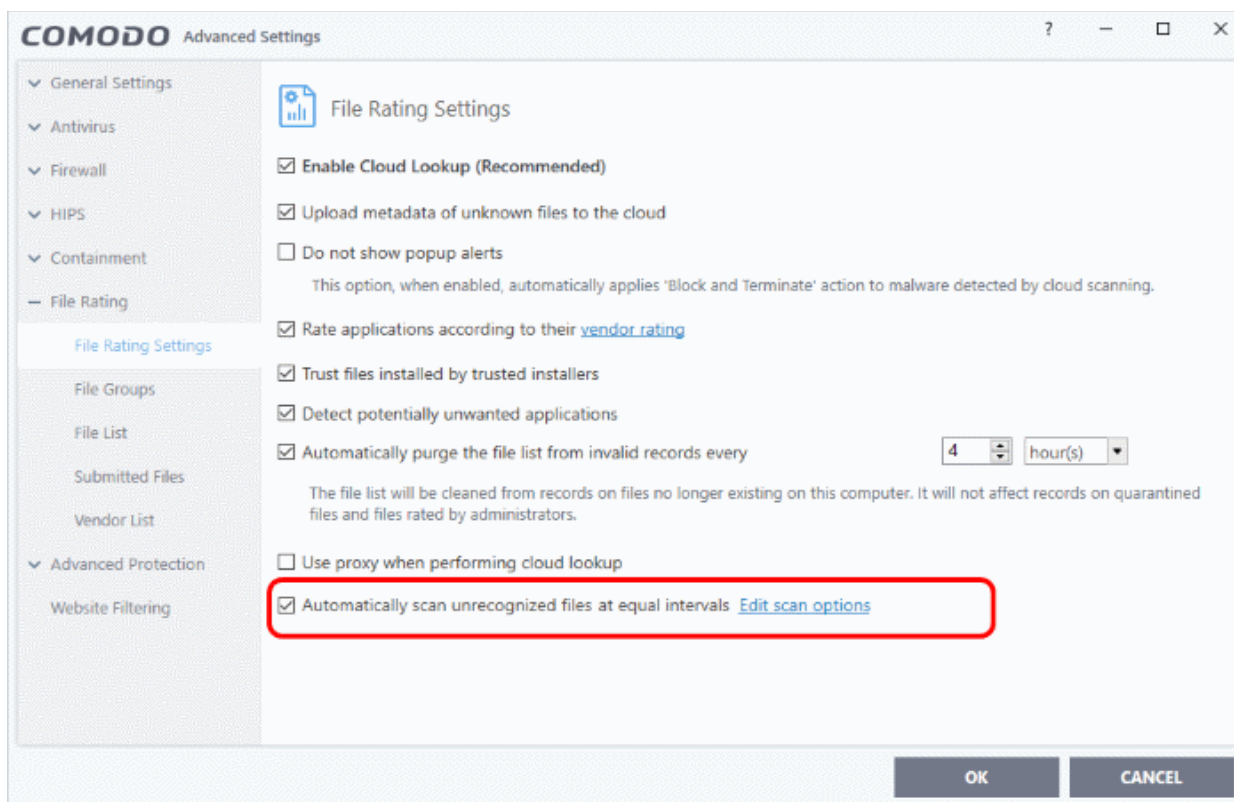 COMODO Advanced Settings
?
General Settings
Antivirus
Firewall
HIPS
Containment
File Rating
File Rating Settings
File Groups
File List
Submitted Files
Vendor List
Advanced Protection
Website Filtering
File Rating Settings
Enable Cloud Lookup (Recommended)
Upload metadata of unknown files to the cloud
Do not show popup alerts
This option, when enabled, automatically applies 'Block and Terminate' action to malware detected by cloud scanning.
Rate applications according to their vendor rating
Trust files installed by trusted installers
Detect potentially unwanted applications
Automatically purge the file list from invalid records every 4 hour(s)
The file list will be cleaned from records on files no longer existing on this computer. It will not affect records on quarantined
files and files rated by administrators.
Use proxy when performing cloud lookup
Automatically scan unrecognized files at equal intervals Edit scan options
OK CANCEL